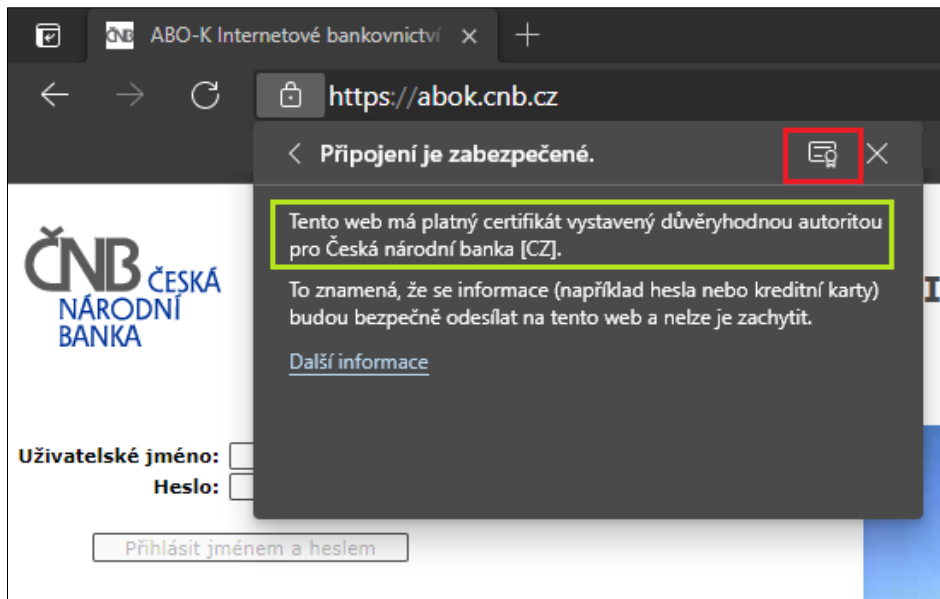 ČNB ABO-K Internetové bankovnictví
https://abok.cnb.cz
Připojení je zabezpečené.
Tento web má platný certifikát vystavený důvěryhodnou autoritou
pro Česká národní banka [CZ].
To znamená, že se informace (například hesla nebo kreditní karty)
budou bezpečně odesílat na tento web a nelze je zachytit.
Další informace
ČNB ČESKÁ
NÁRODNÍ
BANKA
Uživatelské jméno:
Heslo:
Přihlásit jménem a heslem